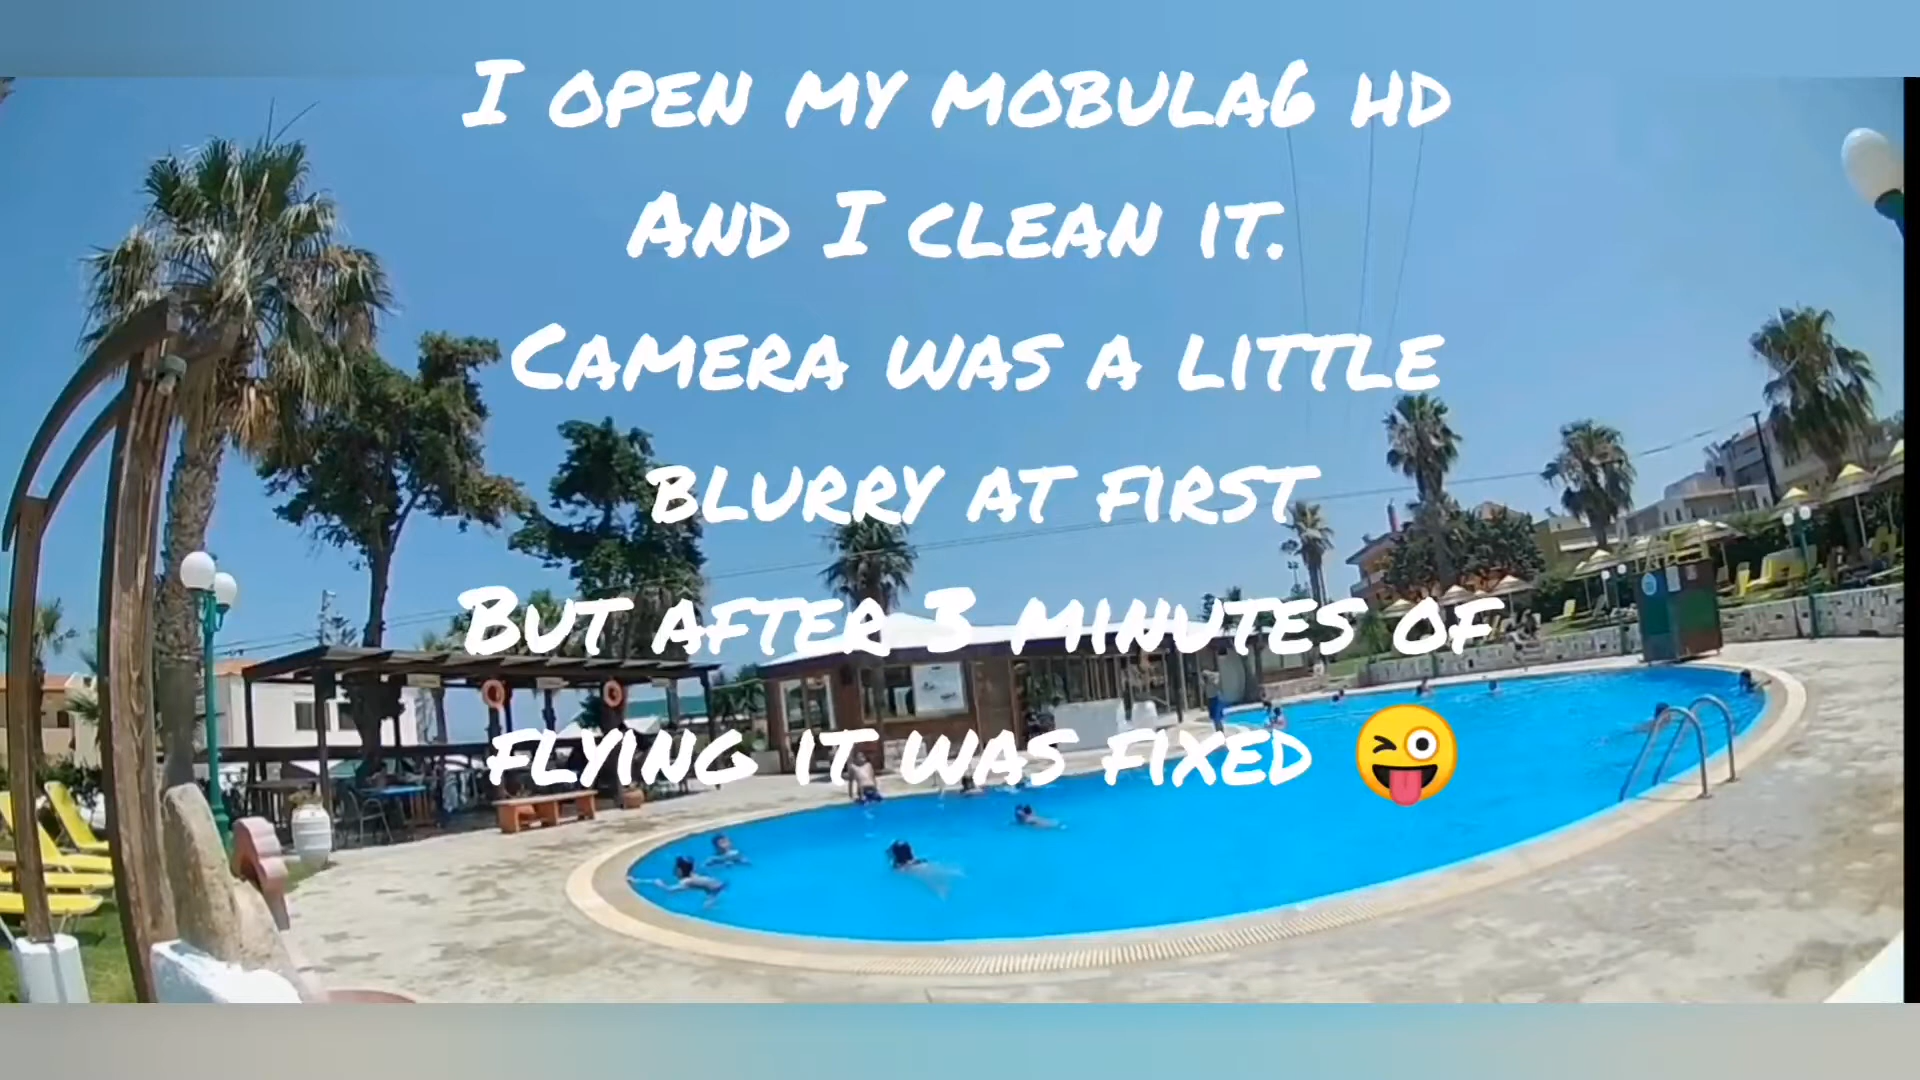 I open my mobula6 hd
And I clean it.
Camera was a little
blurry at first
But after 3 minutes of
flying it was fixed 😜